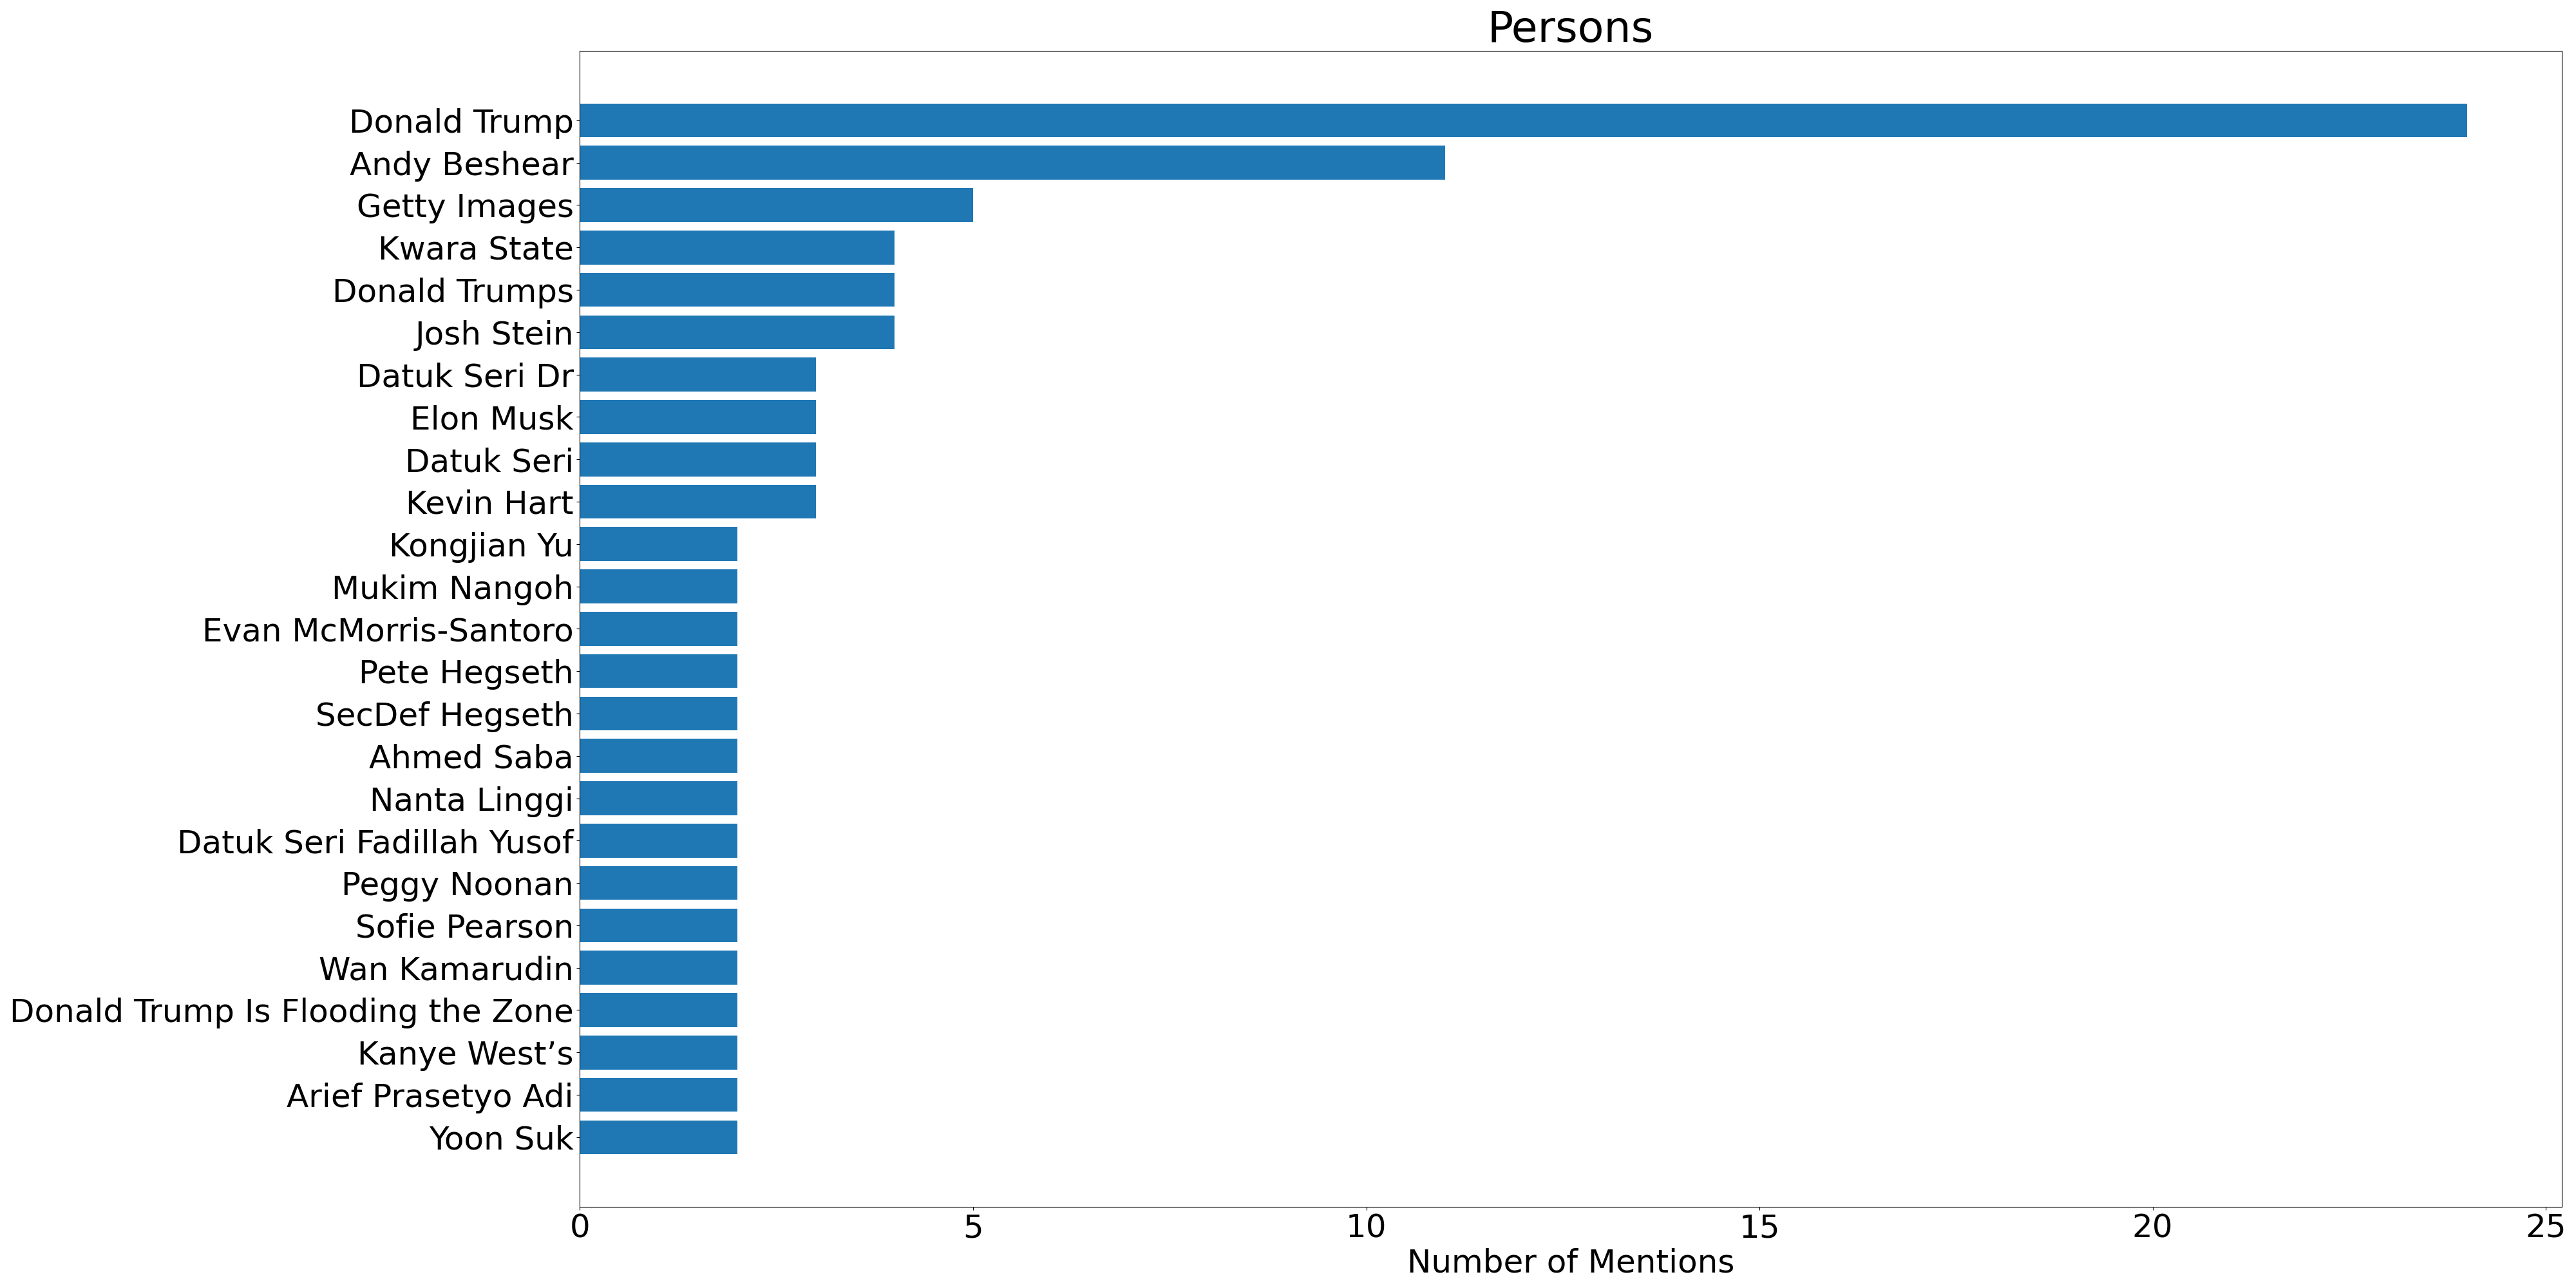 Persons
Donald Trump
Andy Beshear
Getty Images
Kwara State
Donald Trumps
Josh Stein
Datuk Seri Dr
Elon Musk
Datuk Seri
Kevin Hart
Kongjian Yu
Mukim Nangoh
Evan McMorris-Santoro
Pete Hegseth
SecDef Hegseth
Ahmed Saba
Nanta Linggi
Datuk Seri Fadillah Yusof
Peggy Noonan
Sofie Pearson
Wan Kamarudin
Donald Trump Is Flooding the Zone
Kanye West’s
Arief Prasetyo Adi
Yoon Suk
0 5 10 15 20 25
Number of Mentions